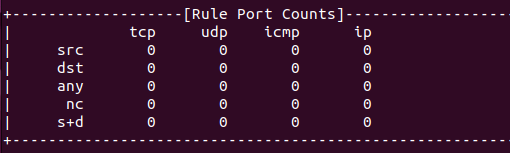 +-------------------[Rule Port Counts]-------------------
|             tcp     udp    icmp      ip
|     src       0       0       0       0
|     dst       0       0       0       0
|     any       0       0       0       0
|      nc       0       0       0       0
|     s+d       0       0       0       0
+--------------------------------------------------------